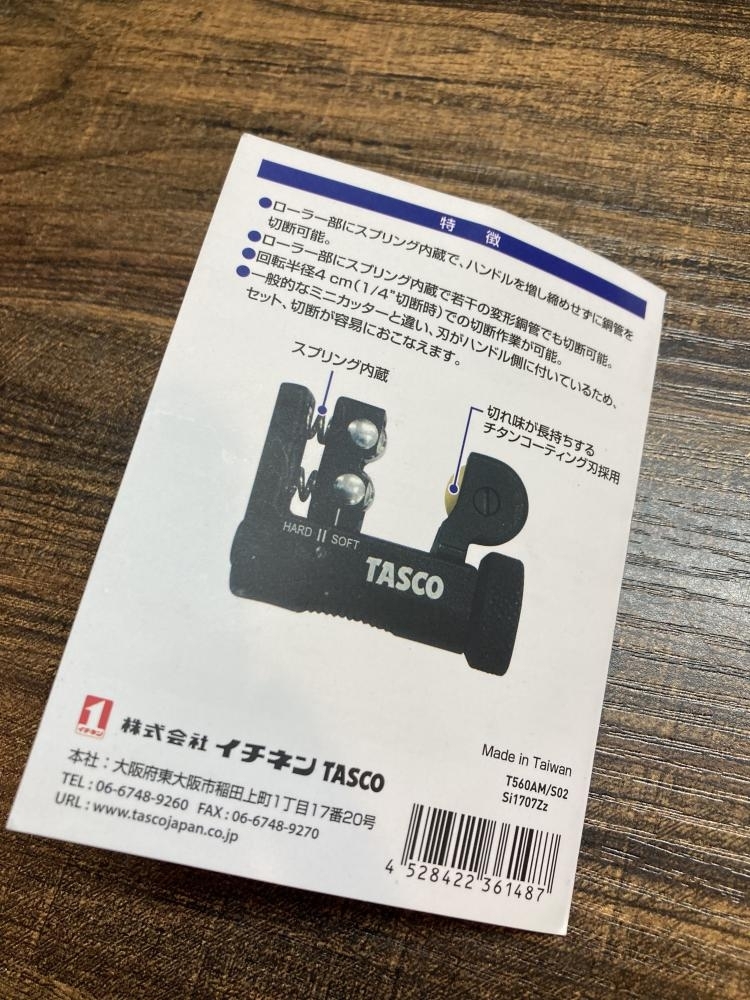 特徴
●ローラー部にスプリング内蔵で、ハンドルを増し締めせずに銅管を
切断可能。
●ローラー部にスプリング内蔵で若干の変形銅管でも切断可能。
●回転半径4cm(1/4"切断時)での切断作業が可能。
●一般的なミニカッターと違い、刃がハンドル側に付いているため、
セット、切断が容易におこなえます。
スプリング内蔵
切れ味が長持ちする
チタンコーティング刃採用
HARD SOFT
TASCO
1
イチネン
株式会社 イチネン TASCO
本社:大阪府東大阪市稲田上町1丁目17番20号
TEL:06-6748-9260 FAX:06-6748-9270
URL:www.tascojapan.co.jp
Made in Taiwan
T560AM/S02
Si1707Zz
4 528422 361487